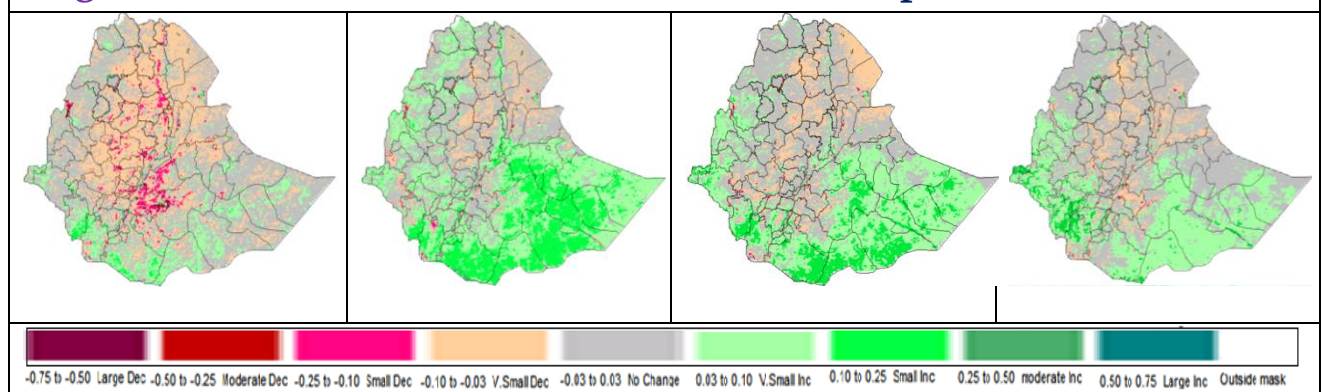 -0.75 to -0.50 Large Dec -0.50 to -0.25 Moderate Dec -0.25 to -0.10 Small Dec -0.10 to -0.03 V.Small Dec -0.03 to 0.03 No Change 0.03 to 0.10 V.Small Inc 0.10 to 0.25 Small Inc 0.25 to 0.50 moderate Inc 0.50 to 0.75 Large Inc Outside mask